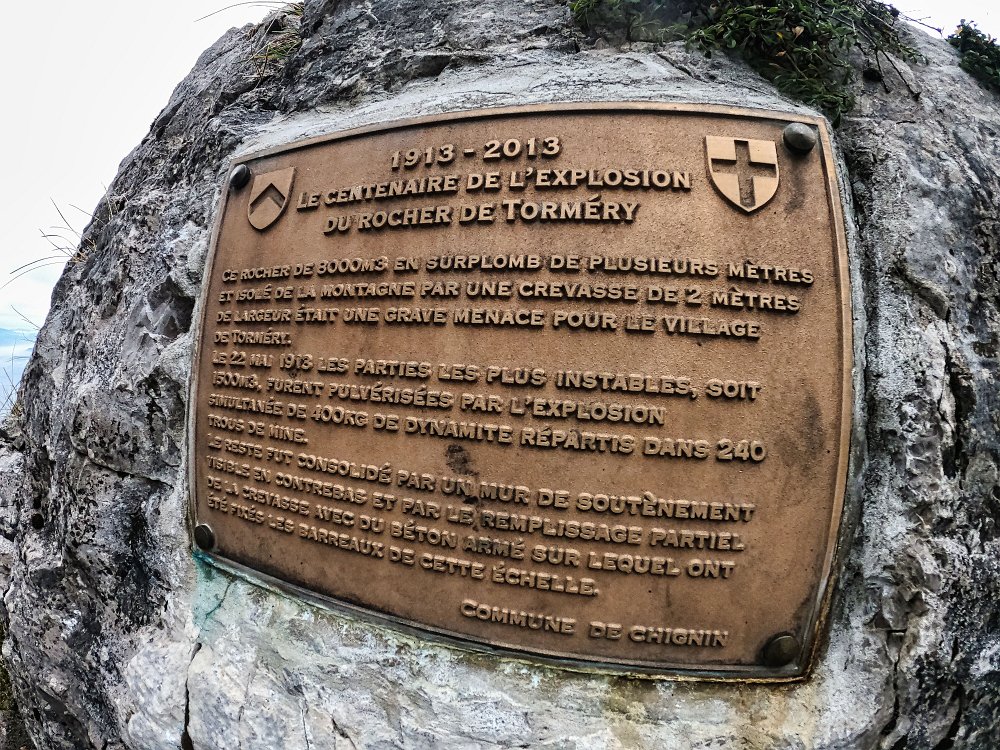 1913 - 2013
LE CENTENAIRE DE L'EXPLOSION
DU ROCHER DE TORMÉRY
CE ROCHER DE 8000M3 EN SURPLOMB DE PLUSIEURS MÈTRES
ET ISOLÉ DE LA MONTAGNE PAR UNE CREVASSE DE 2 MÈTRES
DE LARGEUR ÉTAIT UNE GRAVE MENACE POUR LE VILLAGE
DE TORMÉRY.
LE 22 MAI 1913 LES PARTIES LES PLUS INSTABLES, SOIT
1500M3, FURENT PULVÉRISÉES PAR L'EXPLOSION
SIMULTANÉE DE 400KG DE DYNAMITE RÉPARTIS DANS 240
TROUS DE MINE.
LE RESTE FUT CONSOLIDÉ PAR UN MUR DE SOUTÈNEMENT
VISIBLE EN CONTREBAS ET PAR LE REMPLISSAGE PARTIEL
DE LA CREVASSE AVEC DU BÉTON ARMÉ SUR LEQUEL ONT
ÉTÉ FIXÉS LES BARREAUX DE CETTE ÉCHELLE.
COMMUNE DE CHIGNIN